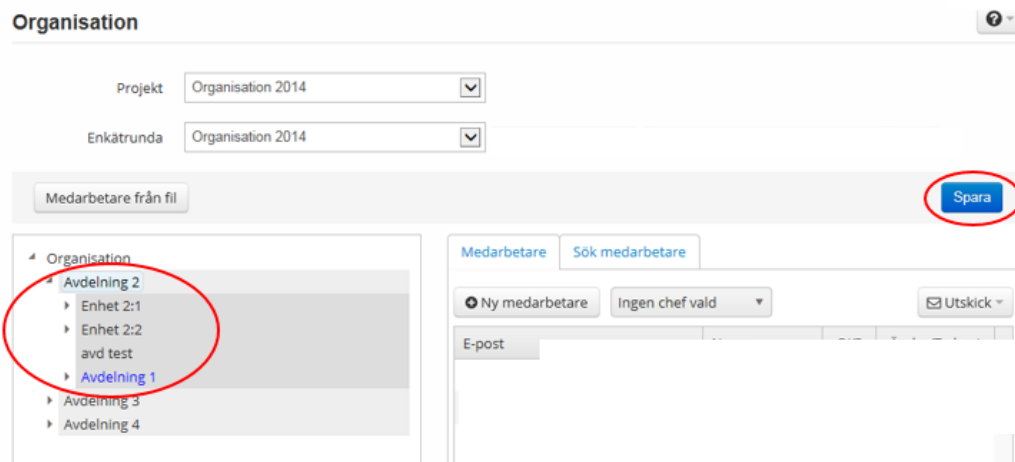 Organisation
Projekt
Organisation 2014
Enkätrunda
Organisation 2014
Medarbetare från fil
Spara
Organisation
Avdelning 2
Enhet 2:1
Enhet 2:2
avd test
Avdelning 1
Avdelning 3
Avdelning 4
Medarbetare
Sök medarbetare
Ny medarbetare
Ingen chef vald
Utskick
E-post